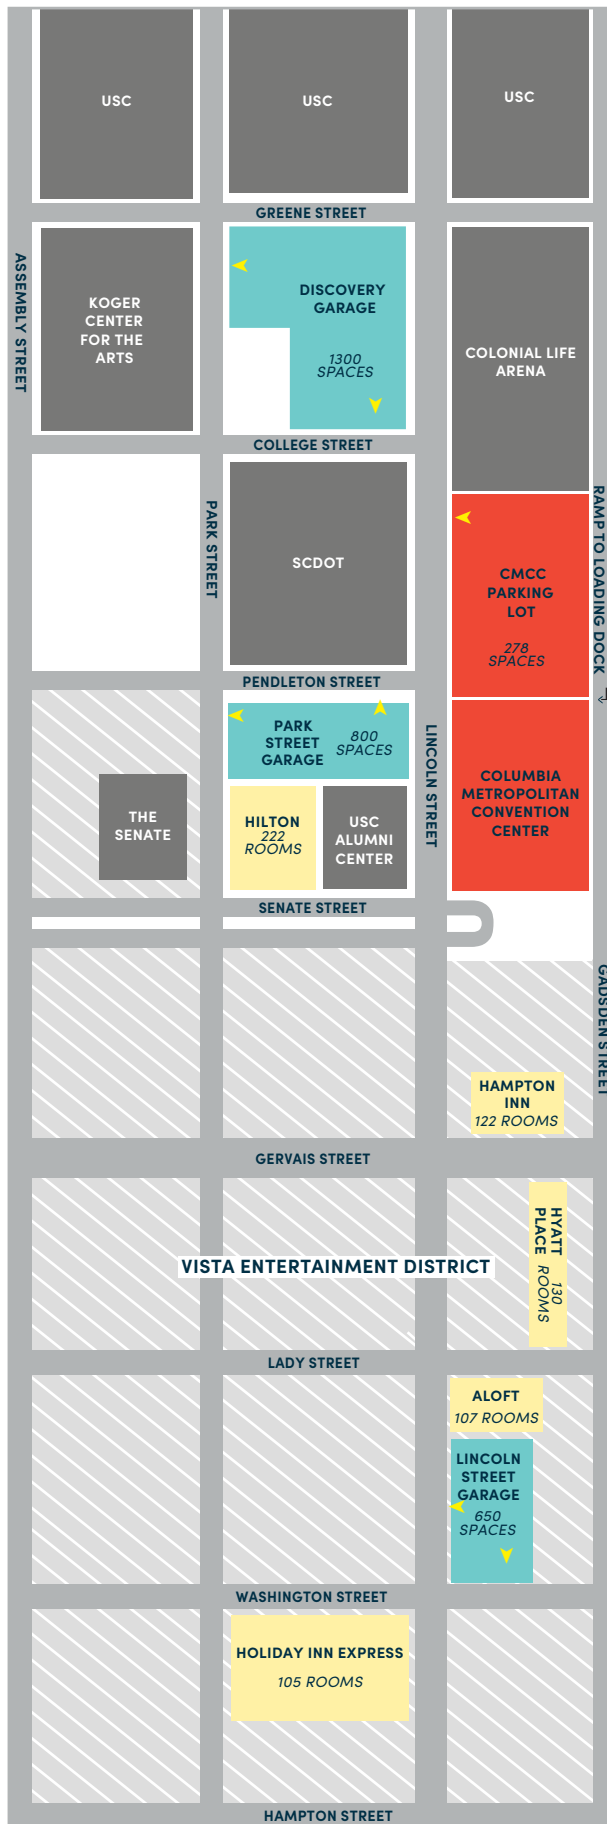 USC
USC
USC
GREENE STREET
ASSEMBLY STREET
KOGER
CENTER
FOR THE
ARTS
DISCOVERY
GARAGE
1300
SPACES
COLONIAL LIFE
ARENA
COLLEGE STREET
PARK STREET
SCDOT
RAMP TO LOADING DOCK
CMCC
PARKING
LOT
278
SPACES
PENDLETON STREET
PARK
STREET
GARAGE
800
SPACES
LINCOLN STREET
COLUMBIA
METROPOLITAN
CONVENTION
CENTER
THE
SENATE
HILTON
222
ROOMS
USC
ALUMNI
CENTER
SENATE STREET
GADSDEN STREET
HAMPTON
INN
122 ROOMS
GERVAIS STREET
HYATT
PLACE
130
ROOMS
VISTA ENTERTAINMENT DISTRICT
LADY STREET
ALOFT
107 ROOMS
LINCOLN
STREET
GARAGE
650
SPACES
WASHINGTON STREET
HOLIDAY INN EXPRESS
105 ROOMS
HAMPTON STREET